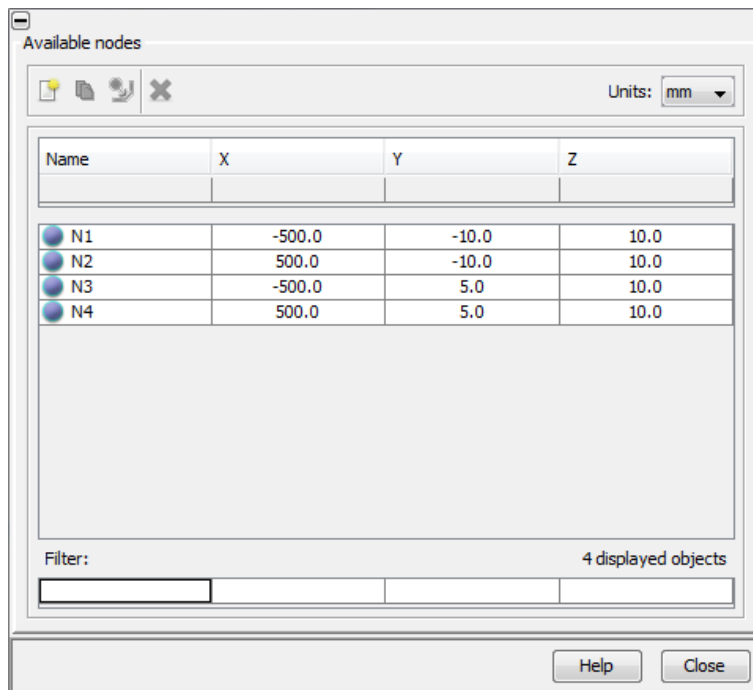 Available nodes
Units: mm
Name X Y Z
N1 -500.0 -10.0 10.0
N2 500.0 -10.0 10.0
N3 -500.0 5.0 10.0
N4 500.0 5.0 10.0
Filter: 4 displayed objects
Help Close